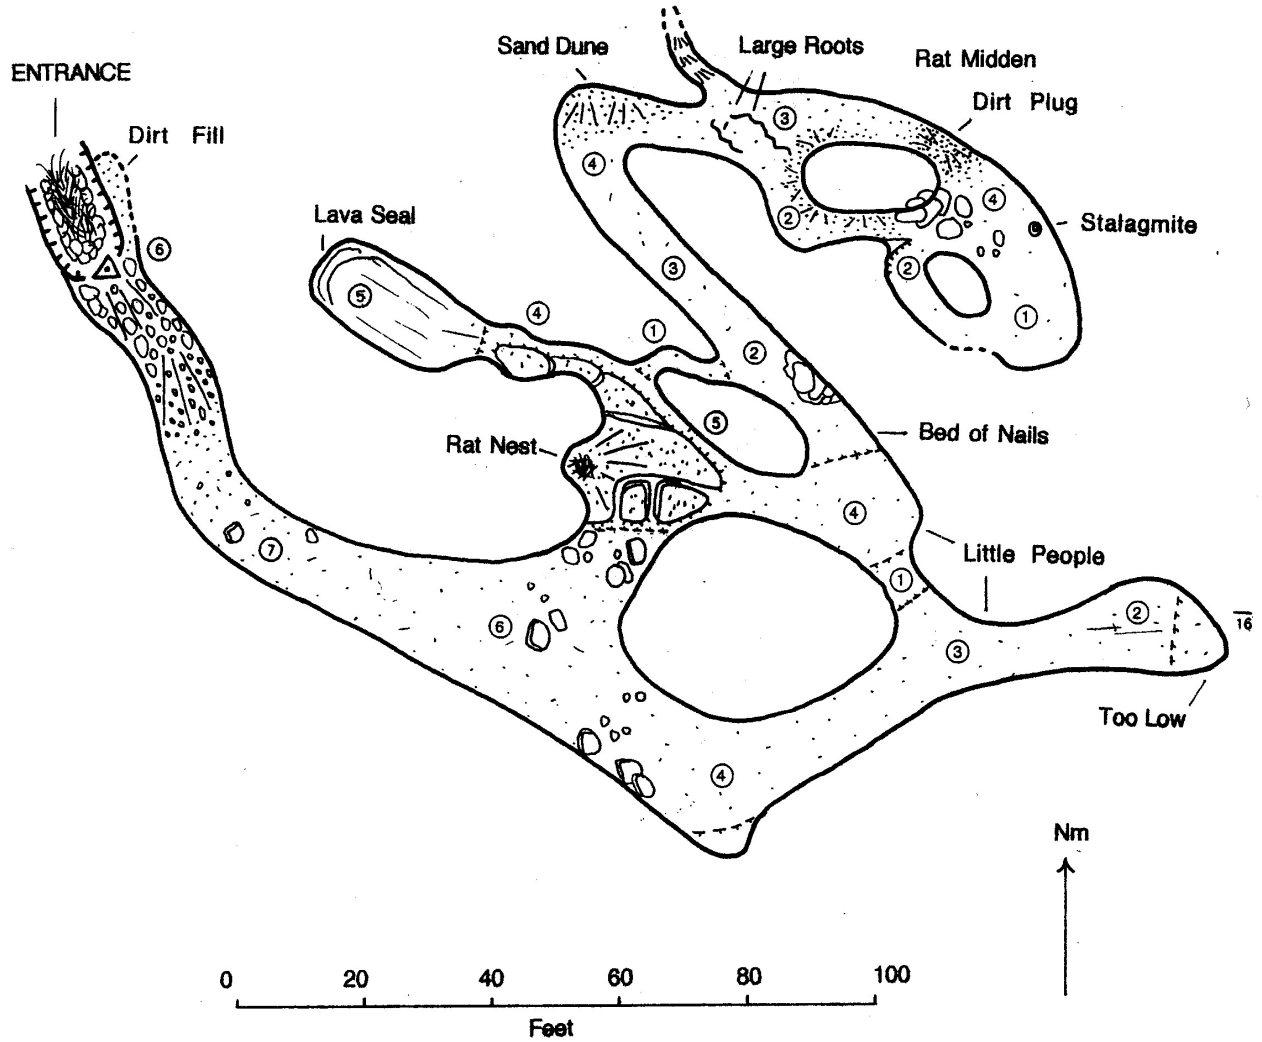 Sand Dune
Large Roots
Rat Midden
ENTRANCE
Dirt Plug
Dirt Fill
3
4
4
Lava Seal
2
Stalagmite
6
3
2
5
4
1
1
2
5
Bed of Nails
Rat Nest
4
7
Little People
1
6
2
16
3
Too Low
4
Nm
0 20 40 60 80 100
Feet